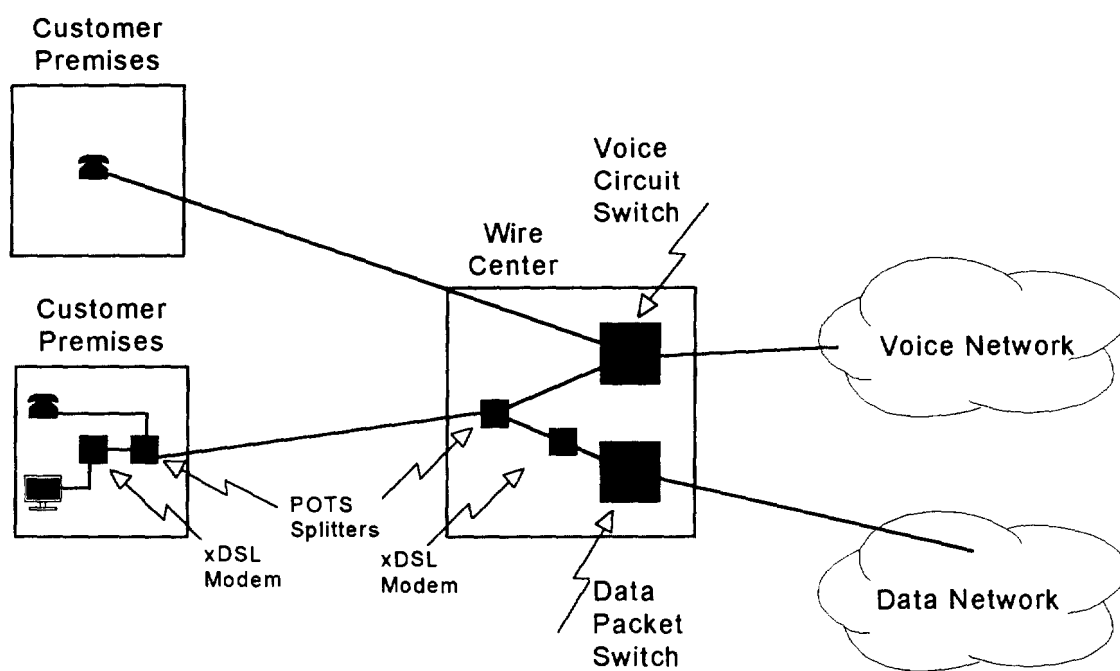 Customer
Premises
Voice
Circuit
Switch
Wire
Center
Customer
Premises
Voice Network
POTS
Splitters
xDSL
Modem
xDSL
Modem
Data
Packet
Switch
Data Network